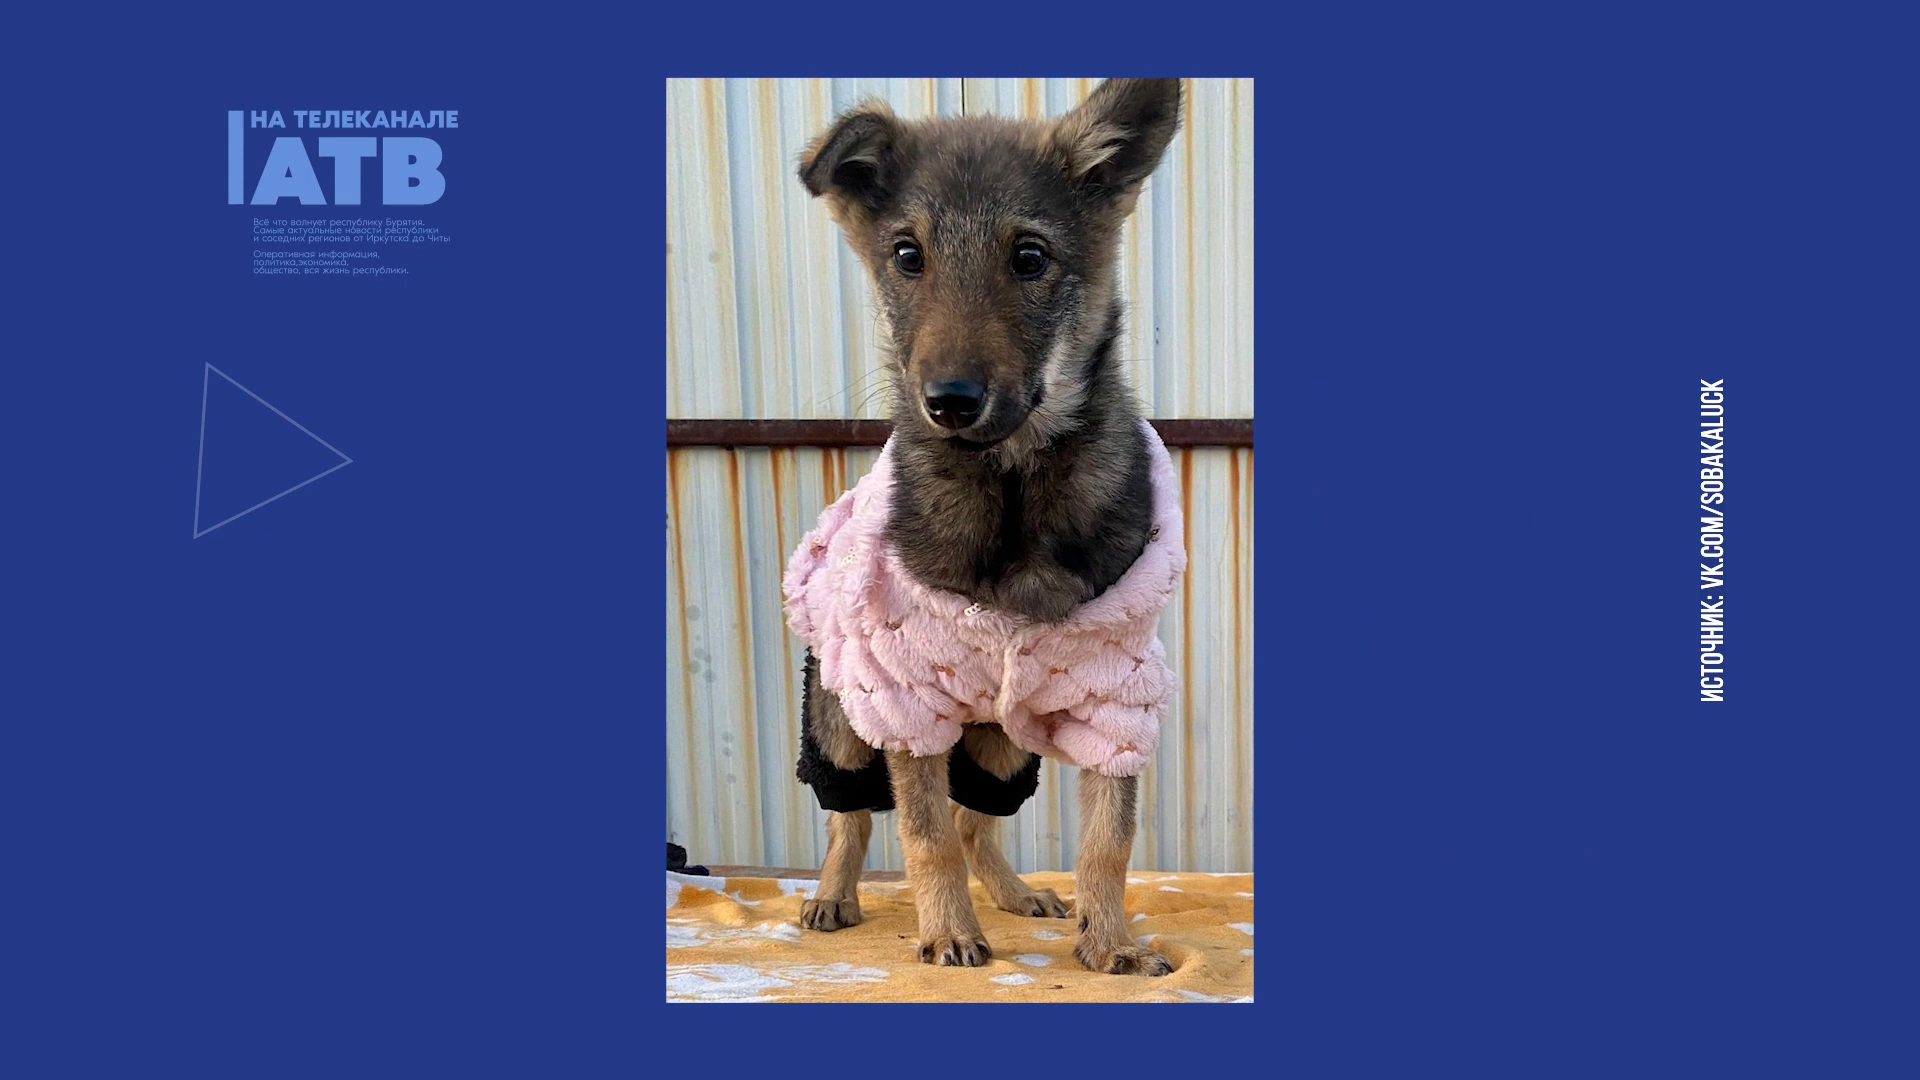 НА ТЕЛЕКАНАЛЕ
АТВ
Всё что волнует республику Бурятия.
Самые актуальные новости республики
и соседних регионов от Иркутска до Читы
Оперативная информация,
политика,экономика,
общество, вся жизнь республики.
ИСТОЧНИК: VK.COM/SOBAKALUCK